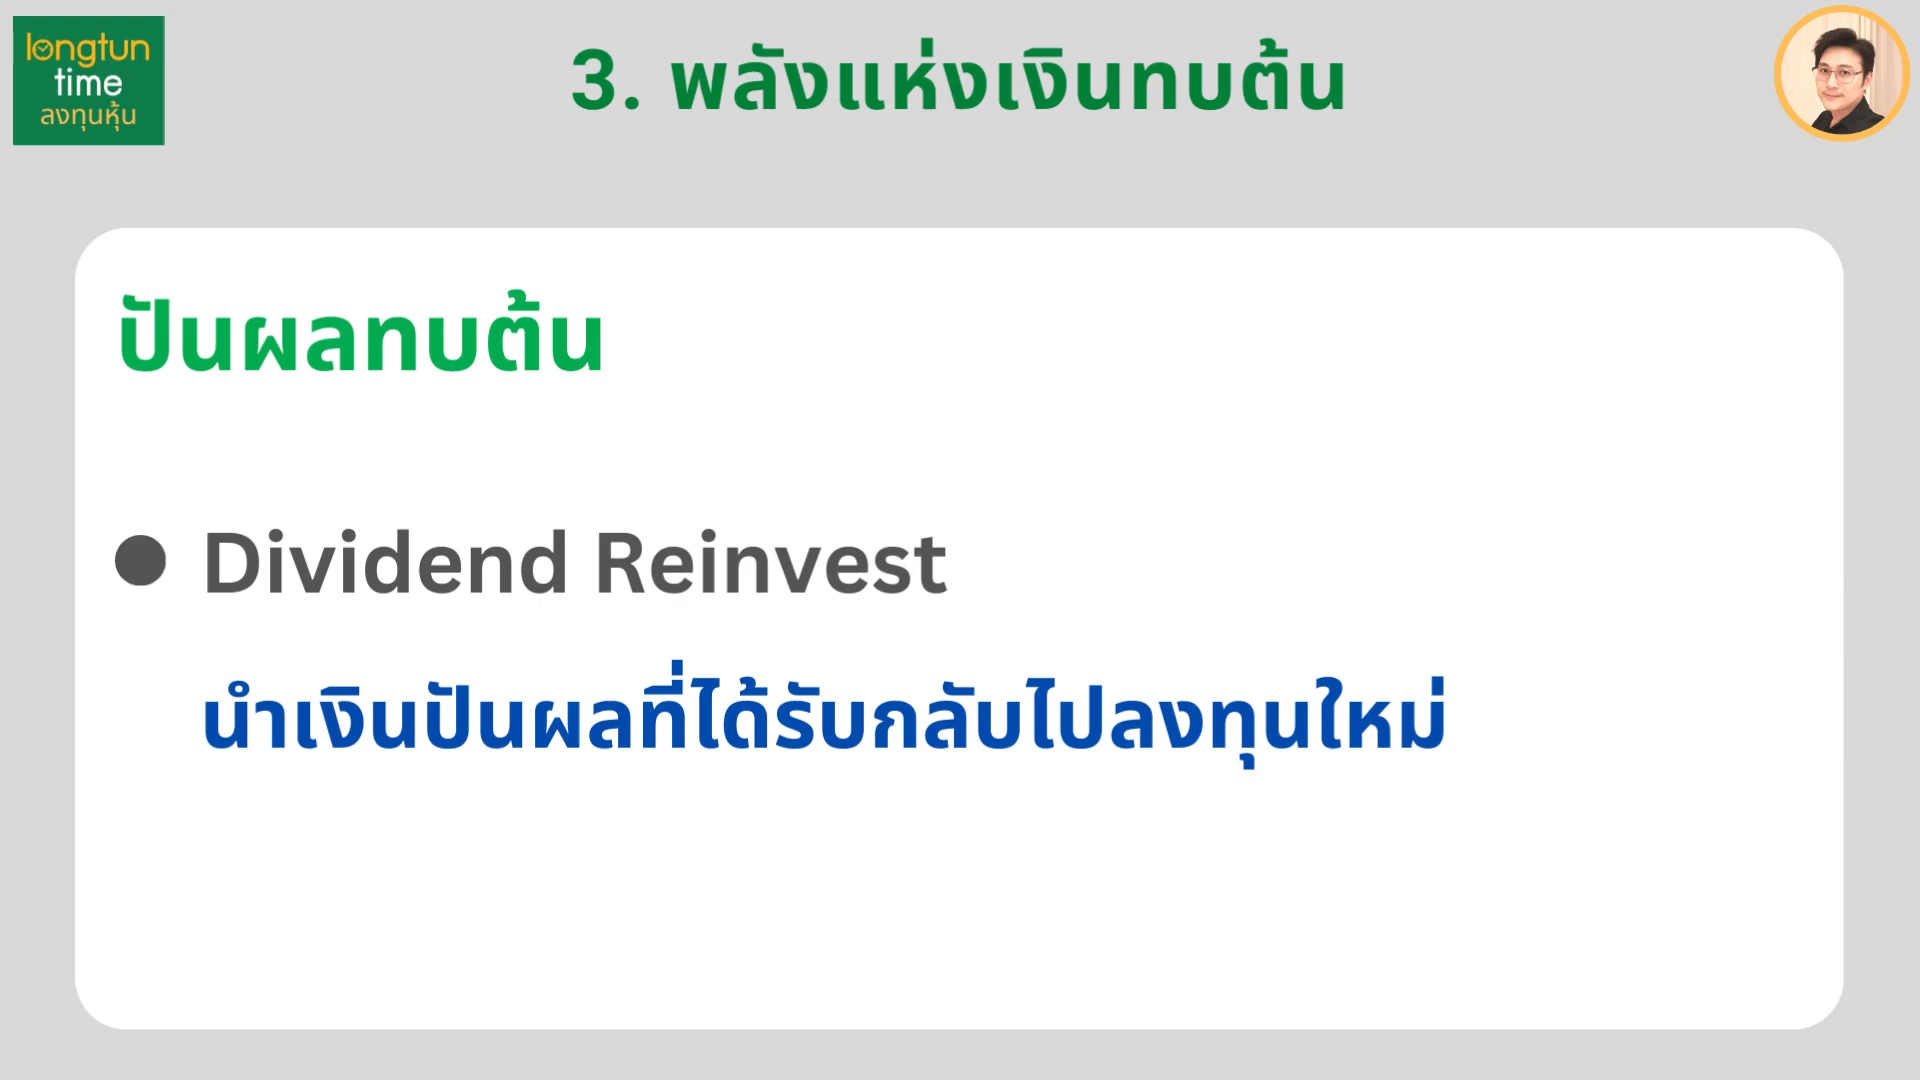 longtun
time
ลงทุนหุ้น
3. พลังแห่งเงินทบต้น
ปันผลทบต้น
● Dividend Reinvest
นำเงินปันผลที่ได้รับกลับไปลงทุนใหม่